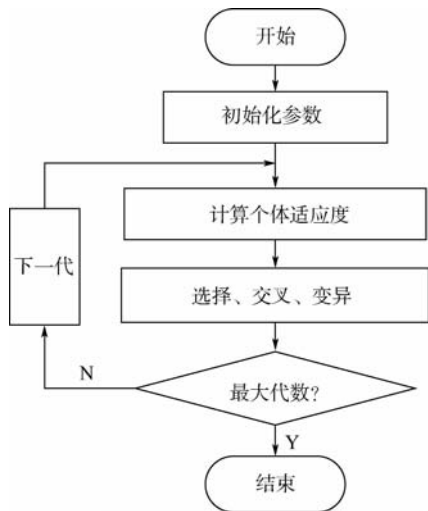 开始
初始化参数
计算个体适应度
下一代
选择、交叉、变异
N
最大代数?
Y
结束